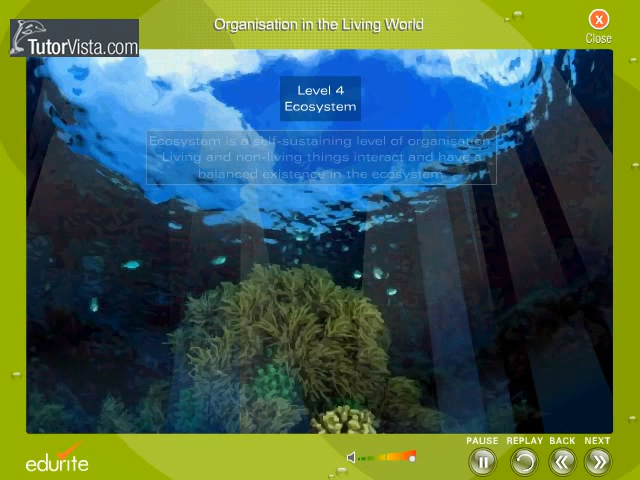 Organisation in the Living World
X
Close
TutorVista.com
Level 4
Ecosystem
Ecosystem is a self-sustaining level of organisation.
Living and non-living things interact and have a
balanced existence in the ecosystem.
PAUSE REPLAY BACK NEXT
edurite